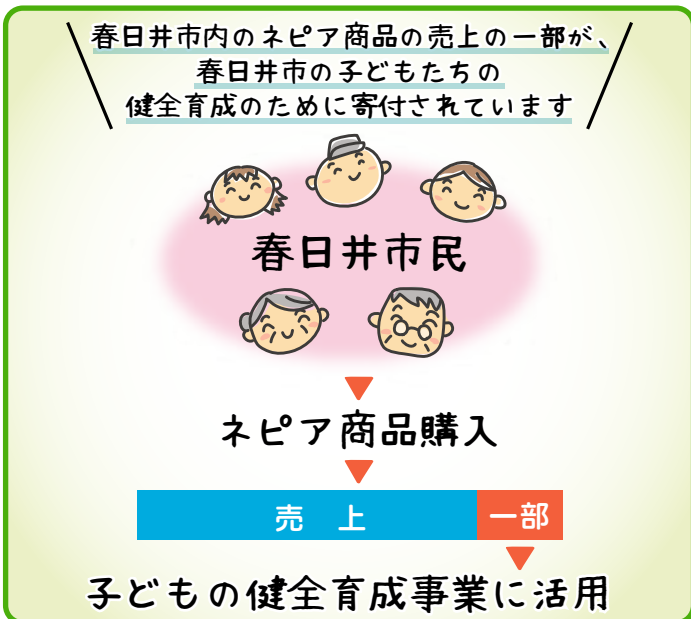 春日井市内のネピア商品の売上の一部が、
春日井市の子どもたちの
健全育成のために寄付されています
春日井市民
ネピア商品購入
売 上 一部
子どもの健全育成事業に活用